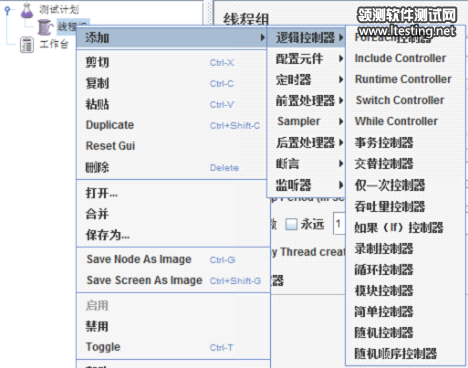 测试计划
线程组
工作台
线程组
领测软件测试网
www.ltesting.net
添加
剪切 Ctrl-X
复制 Ctrl-C
粘贴 Ctrl-V
Duplicate Ctrl+Shift-C
Reset Gui
删除 Delete
打开...
合并
保存为...
Save Node As Image Ctrl-G
Save Screen As Image Ctrl+Shift-G
启用
禁用
Toggle Ctrl-T
逻辑控制器
配置元件
定时器
前置处理器
Sampler
后置处理器
断言
监听器
永远 1
y Thread creat
ForEach控制器
Include Controller
Runtime Controller
Switch Controller
While Controller
事务控制器
交替控制器
仅一次控制器
吞吐量控制器
如果（If）控制器
录制控制器
循环控制器
模块控制器
简单控制器
随机控制器
随机顺序控制器